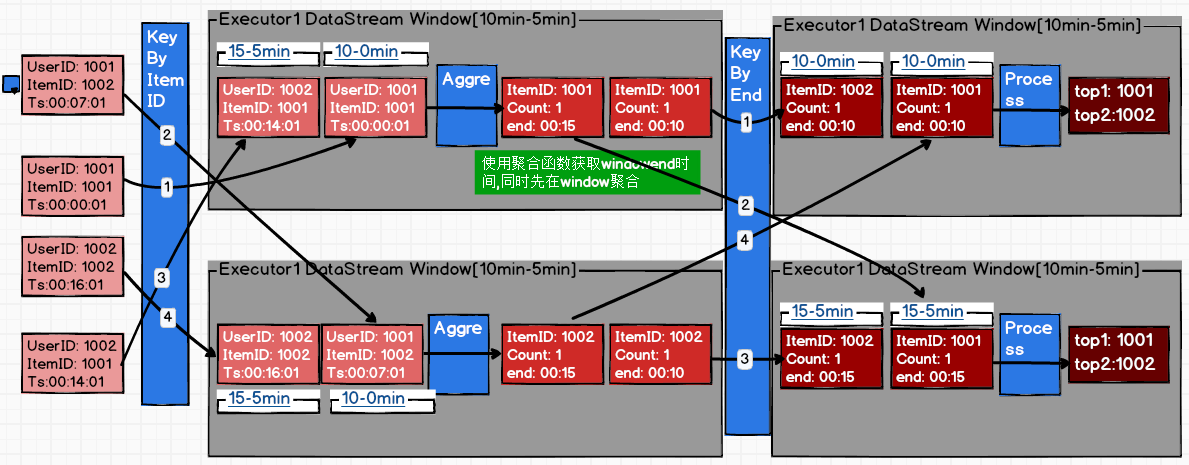 UserID: 1001
ItemID: 1002
Ts:00:07:01
UserID: 1001
ItemID: 1001
Ts:00:00:01
UserID: 1002
ItemID: 1002
Ts:00:16:01
UserID: 1002
ItemID: 1001
Ts:00:14:01
Key
By
Item
ID
2
1
3
4
Executor1 DataStream Window[10min-5min]
15-5min
10-0min
UserID: 1002
ItemID: 1001
Ts:00:14:01
UserID: 1001
ItemID: 1001
Ts:00:00:01
Aggre
ItemID: 1001
Count: 1
end: 00:15
ItemID: 1001
Count: 1
end: 00:10
使用聚合函数获取windowend时
间,同时先在window聚合
Executor1 DataStream Window[10min-5min]
UserID: 1002
ItemID: 1002
Ts:00:16:01
UserID: 1001
ItemID: 1002
Ts:00:07:01
15-5min
10-0min
Aggre
ItemID: 1002
Count: 1
end: 00:15
ItemID: 1002
Count: 1
end: 00:10
Key
By
End
1
2
4
3
Executor1 DataStream Window[10min-5min]
10-0min
10-0min
ItemID: 1002
Count: 1
end: 00:10
ItemID: 1001
Count: 1
end: 00:10
Proce
ss
top1: 1001
top2:1002
Executor1 DataStream Window[10min-5min]
15-5min
15-5min
ItemID: 1002
Count: 1
end: 00:15
ItemID: 1001
Count: 1
end: 00:15
Proce
ss
top1: 1001
top2:1002